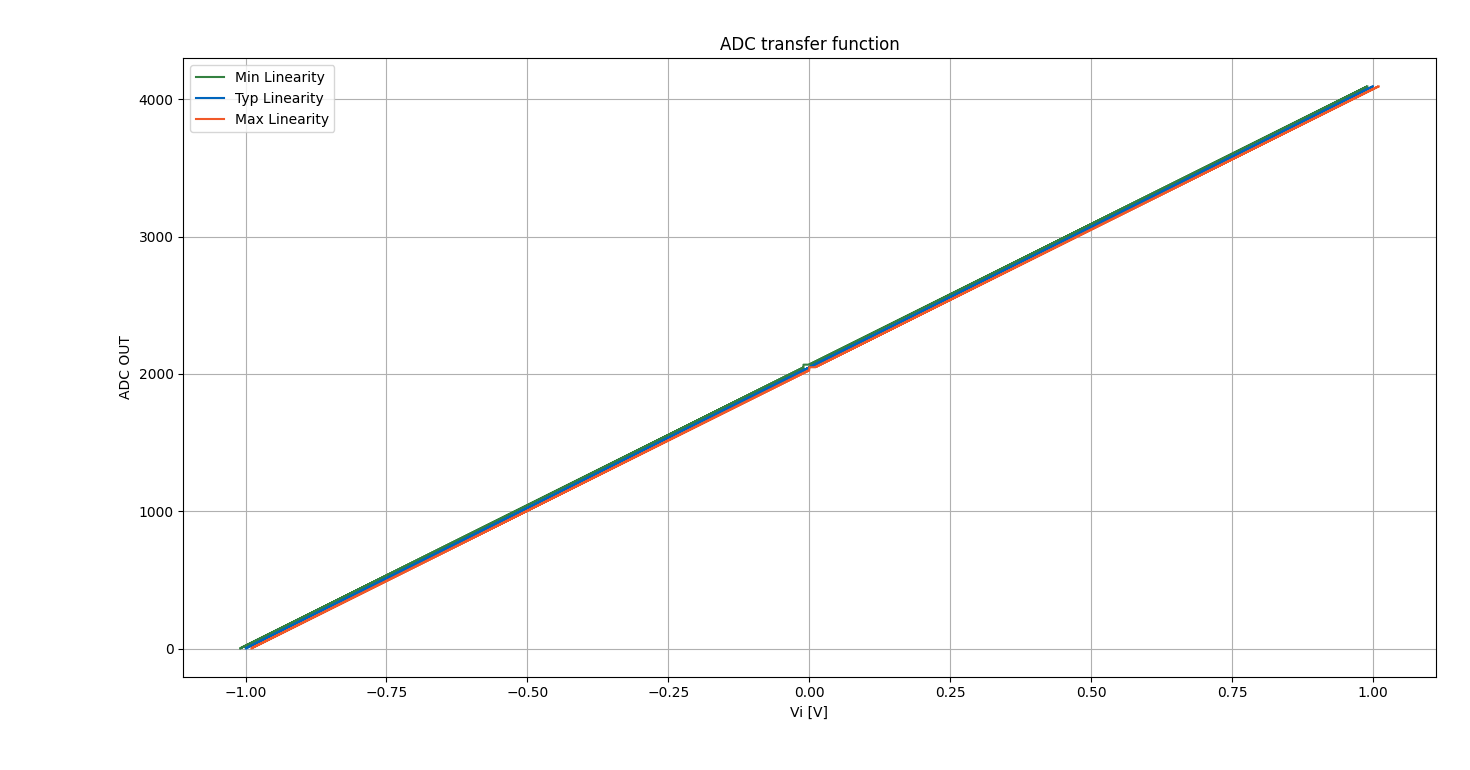 ADC transfer function
Min Linearity
Typ Linearity
Max Linearity
4000
3000
2000
1000
0
ADC OUT
−1.00 −0.75 −0.50 −0.25 0.00 0.25 0.50 0.75 1.00
Vi [V]